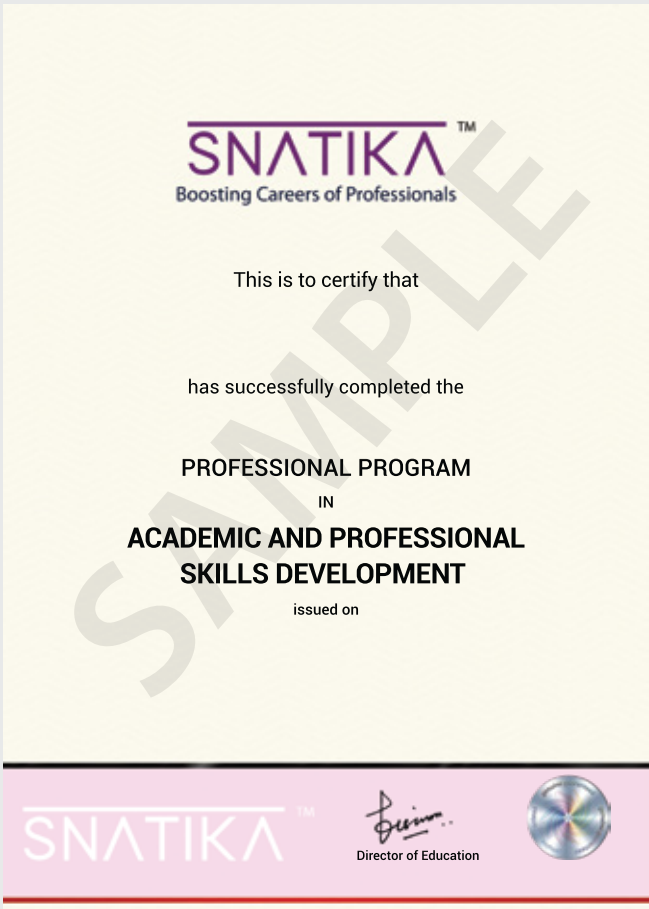 SNATIKA™
Boosting Careers of Professionals
This is to certify that
has successfully completed the
PROFESSIONAL PROGRAM
IN
ACADEMIC AND PROFESSIONAL
SKILLS DEVELOPMENT
issued on
SAMPLE
SNATIKA™
Director of Education